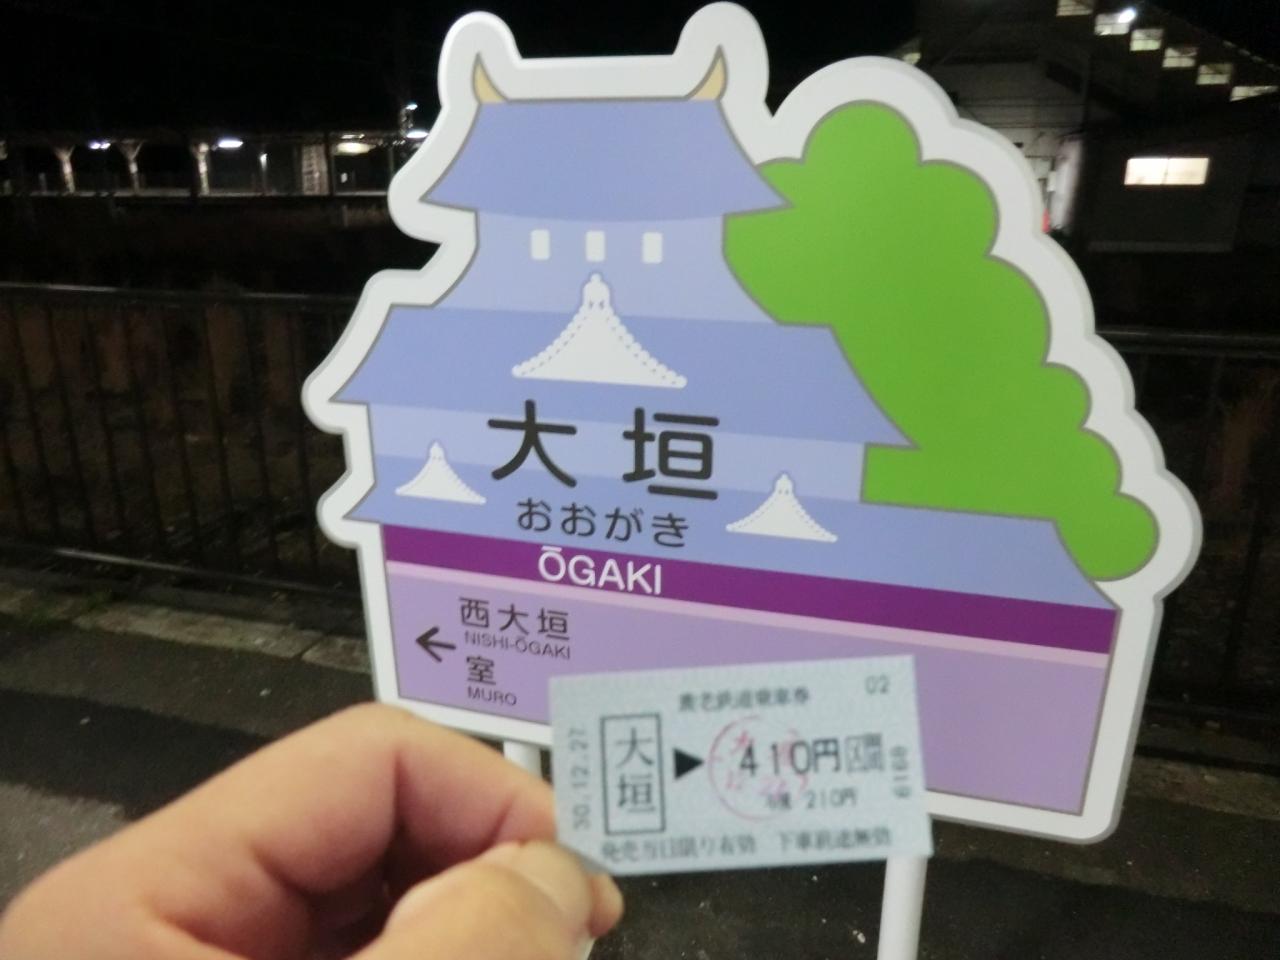 大垣
おおがき
ŌGAKI
← 西大垣
NISHI-ŌGAKI
室
MURO
養老鉄道乗車券
02
30.12.27
大垣 ▶ 410円 区間
小児 210円
発売当日限り有効 下車前途無効